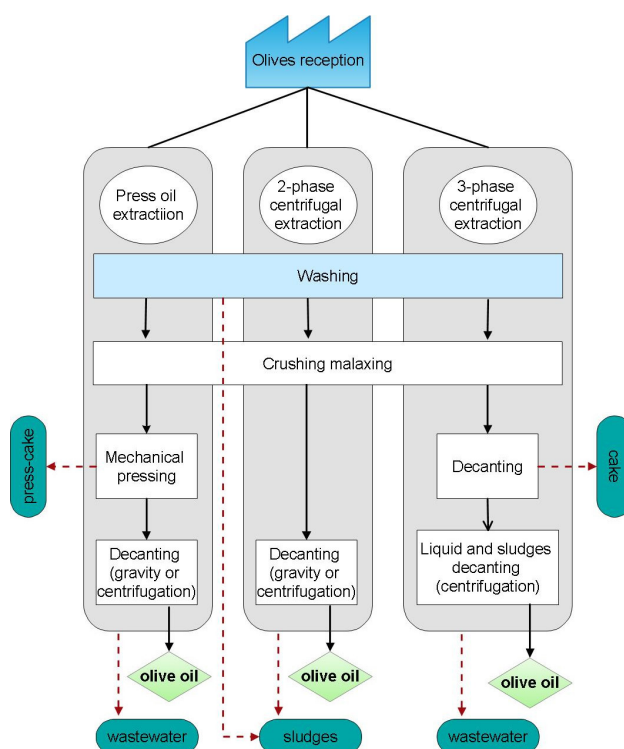 Olives reception
Press oil
extractiion
2-phase
centrifugal
extraction
3-phase
centrifugal
extraction
Washing
Crushing malaxing
press-cake
Mechanical
pressing
Decanting
cake
Decanting
(gravity or
centrifugation)
Decanting
(gravity or
centrifugation)
Liquid and sludges
decanting
(centrifugation)
olive oil
olive oil
olive oil
wastewater
sludges
wastewater